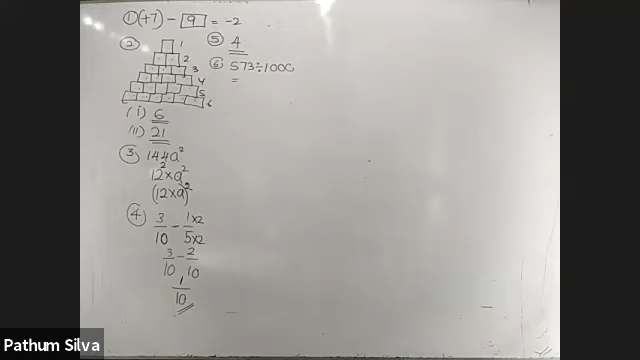 ① (+7) - 9 = -2
②
1
2
3
4
5
6
(i) 6
(ii) 21
③ 144a²
12² × a²
(12×a)²
④ 3/10 - 1×2/5×2
3/10 - 2/10
1/10
⑤ 4
⑥ 573÷1000
=
Pathum Silva